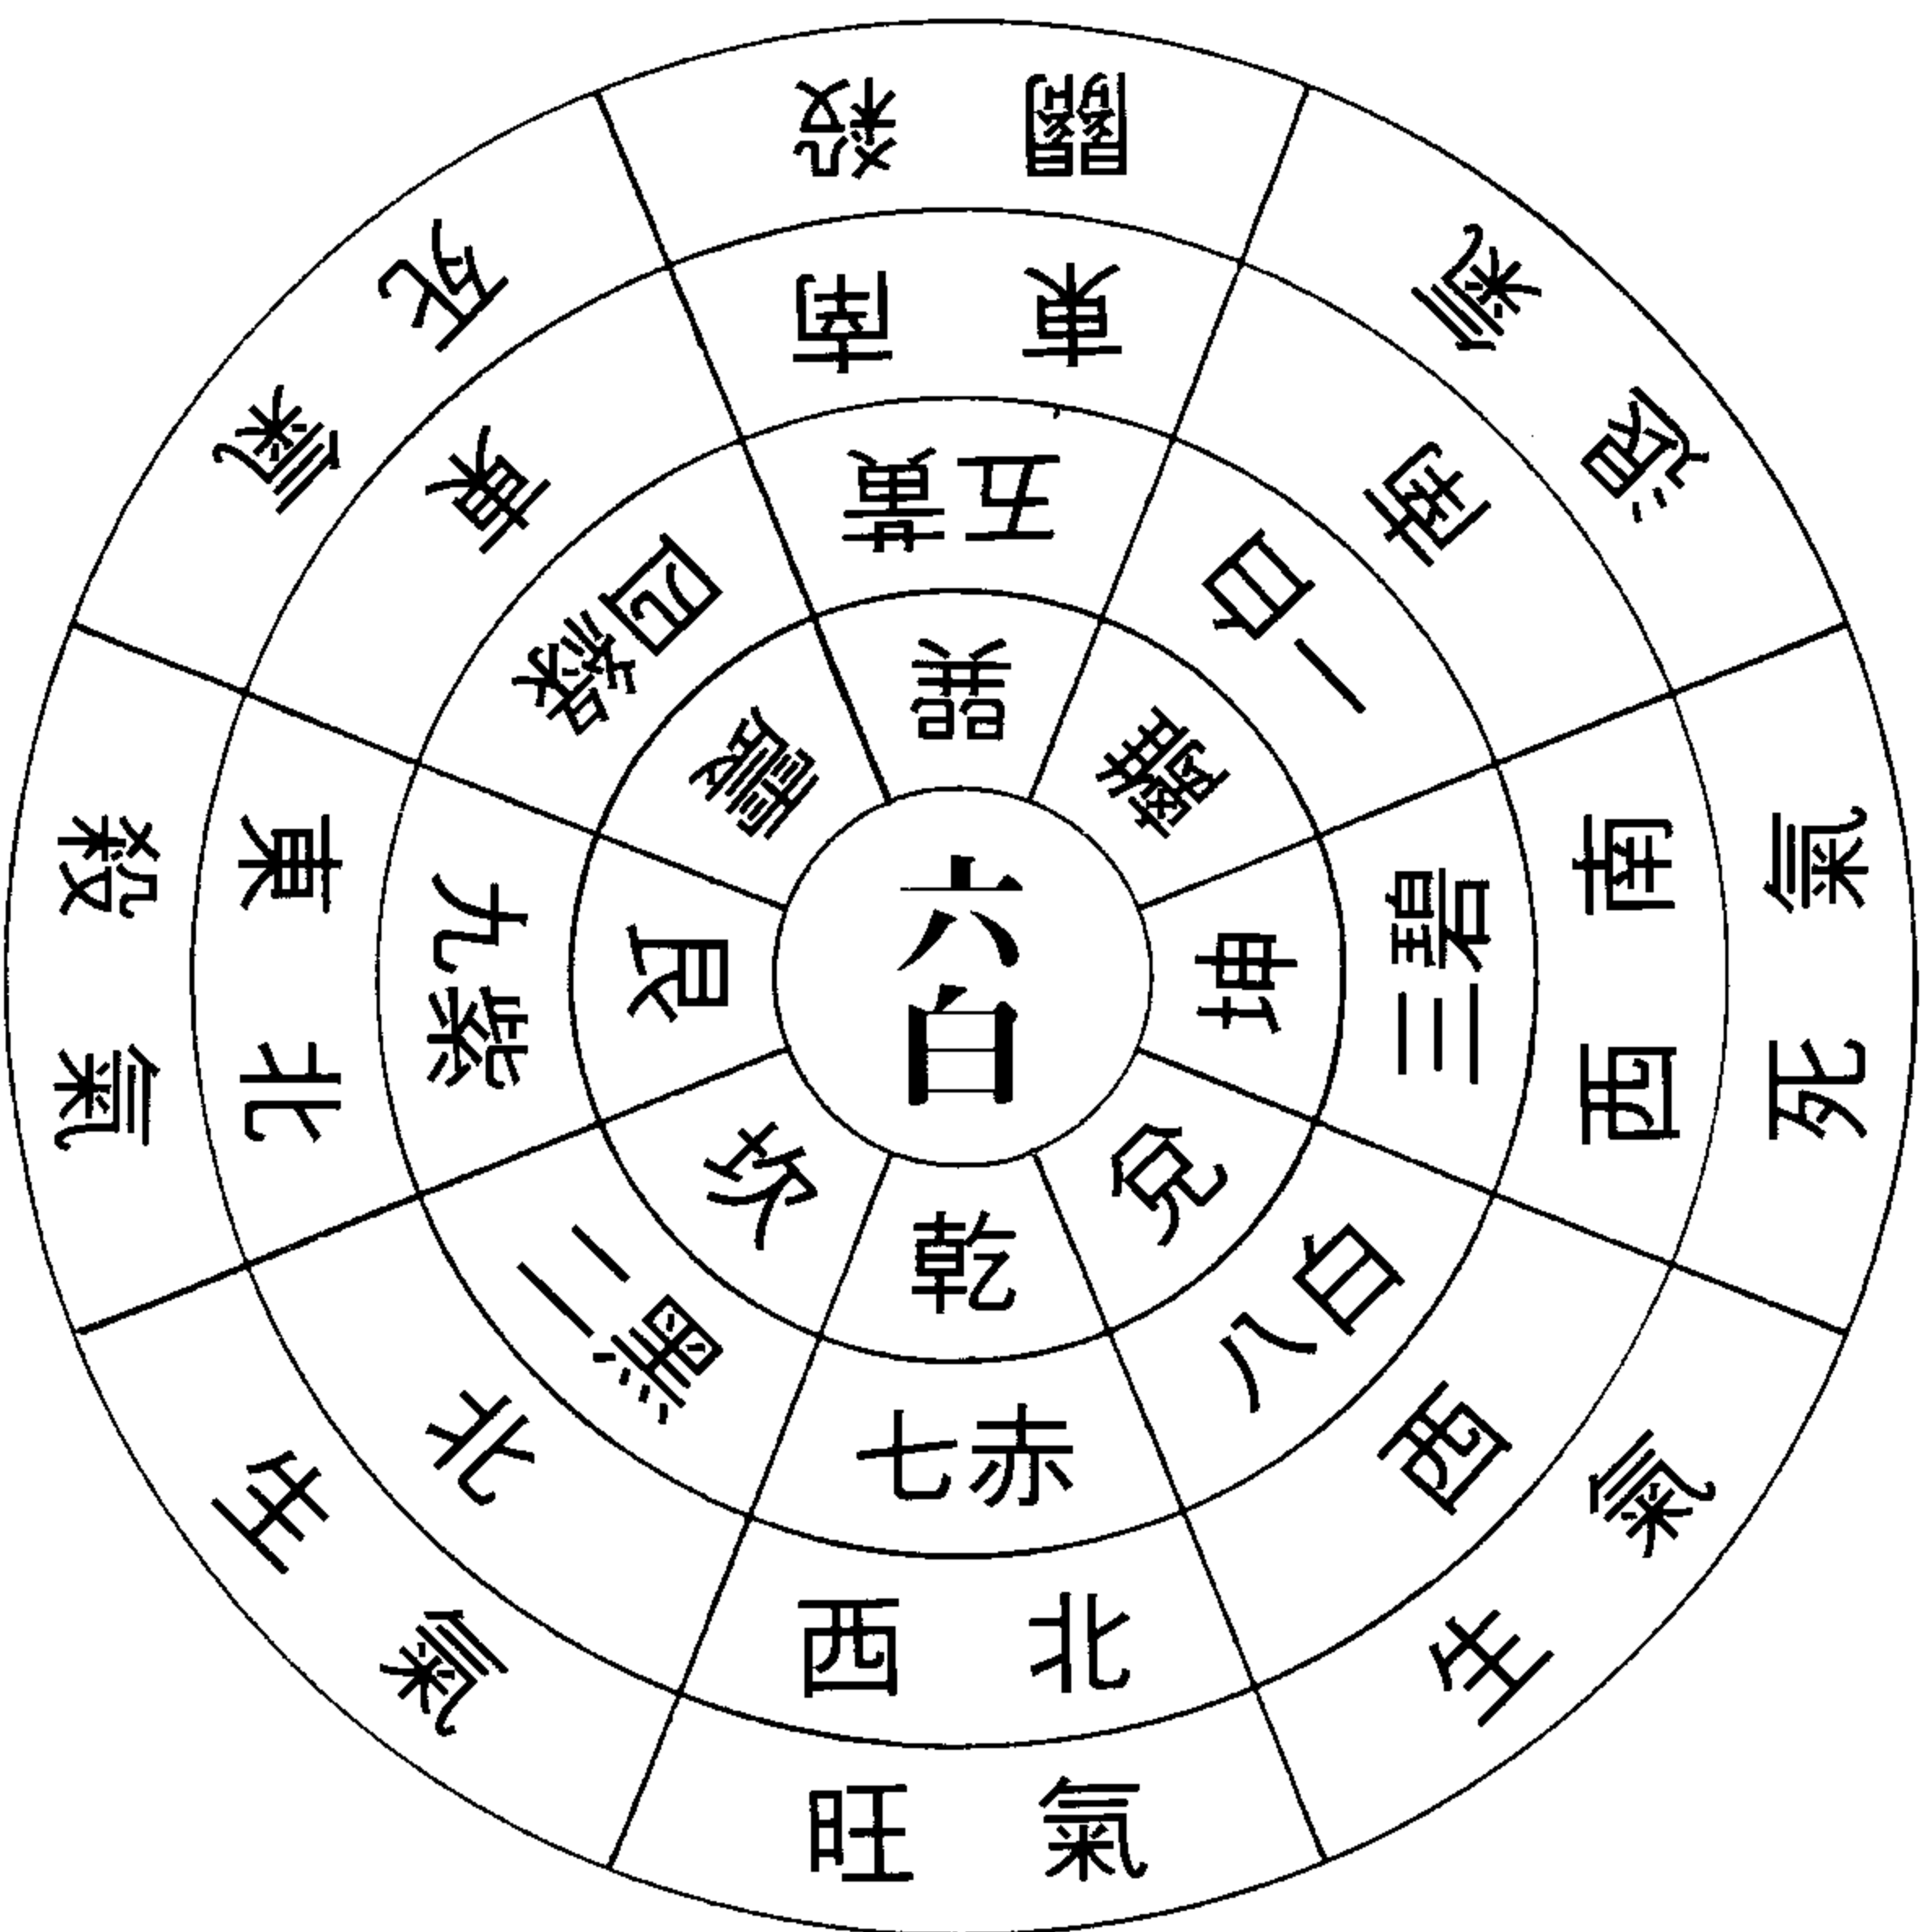 六白
巽
五黃
東南
關殺
離
一白
南
退氣
坤
三碧
西南
死氣
兌
八白
西
生氣
乾
七赤
西北
旺氣
坎
二黑
北
生氣
艮
九紫
東北
殺氣
震
四綠
東
死氣